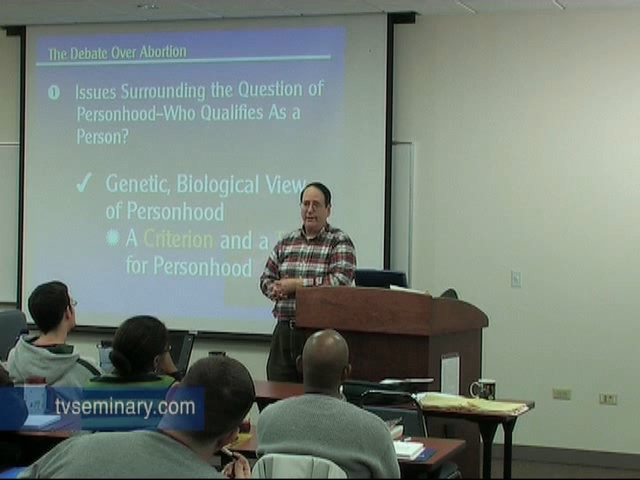 The Debate Over Abortion
1 Issues Surrounding the Question of
Personhood–Who Qualifies As a
Person?
✓ Genetic, Biological View
of Personhood
A Criterion and a
for Personhood
tvseminary.com